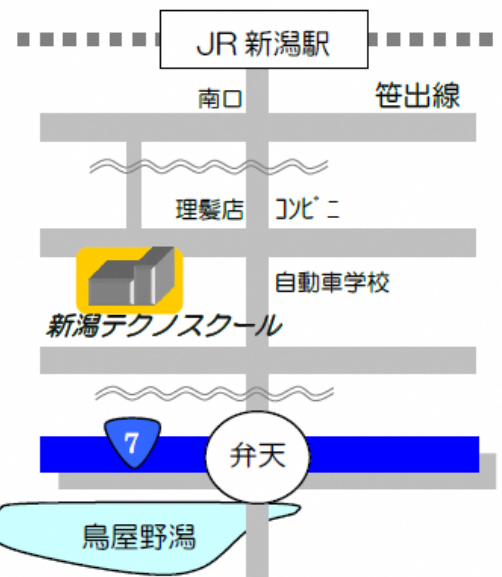 JR 新潟駅
南口
笹出線
理髪店
コンビニ
自動車学校
新潟テクノスクール
7
弁天
鳥屋野潟